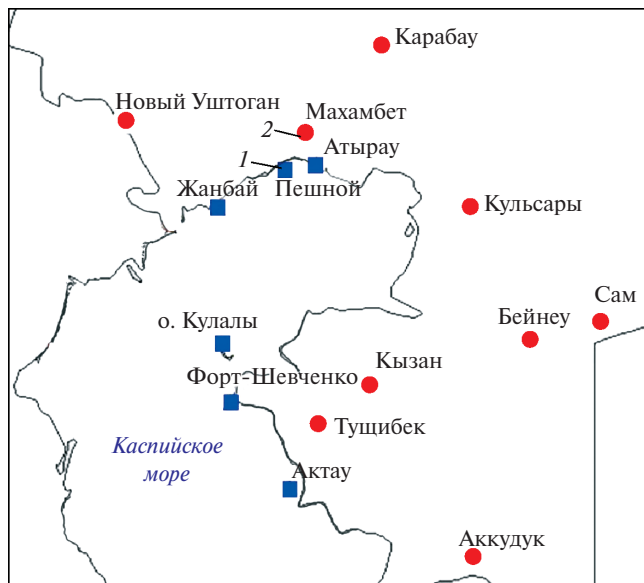 Карабау
Новый Уштоган
Махамбет
2
Атырау
1
Жанбай
Пешной
Кульсары
Сам
Бейнеу
о. Кулалы
Кызан
Форт-Шевченко
Тущибек
Каспийское
море
Актау
Аккудук